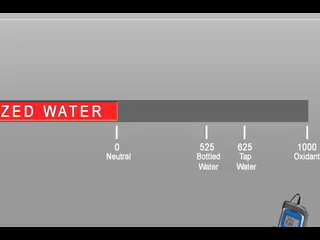 ZED WATER
0
Neutral
525
Bottled
Water
625
Tap
Water
1000
Oxidant